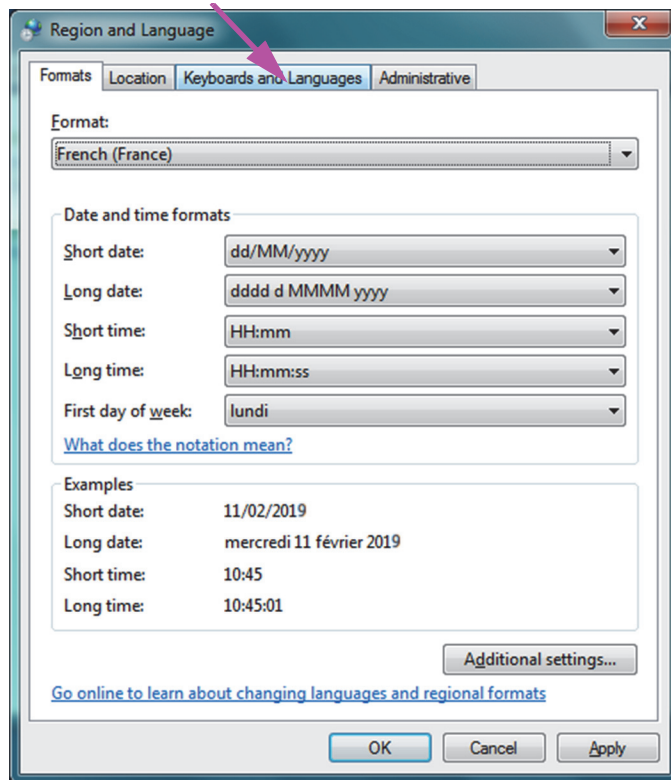 Region and Language
Formats Location Keyboards and Languages Administrative
Format:
French (France)
Date and time formats
Short date: dd/MM/yyyy
Long date: dddd d MMMM yyyy
Short time: HH:mm
Long time: HH:mm:ss
First day of week: lundi
What does the notation mean?
Examples
Short date: 11/02/2019
Long date: mercredi 11 février 2019
Short time: 10:45
Long time: 10:45:01
Additional settings...
Go online to learn about changing languages and regional formats
OK Cancel Apply